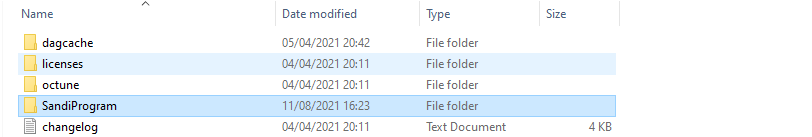 Name Date modified Type Size
dagcache 05/04/2021 20:42 File folder
licenses 04/04/2021 20:11 File folder
octune 04/04/2021 20:11 File folder
SandiProgram 11/08/2021 16:23 File folder
changelog 04/04/2021 20:11 Text Document 4 KB